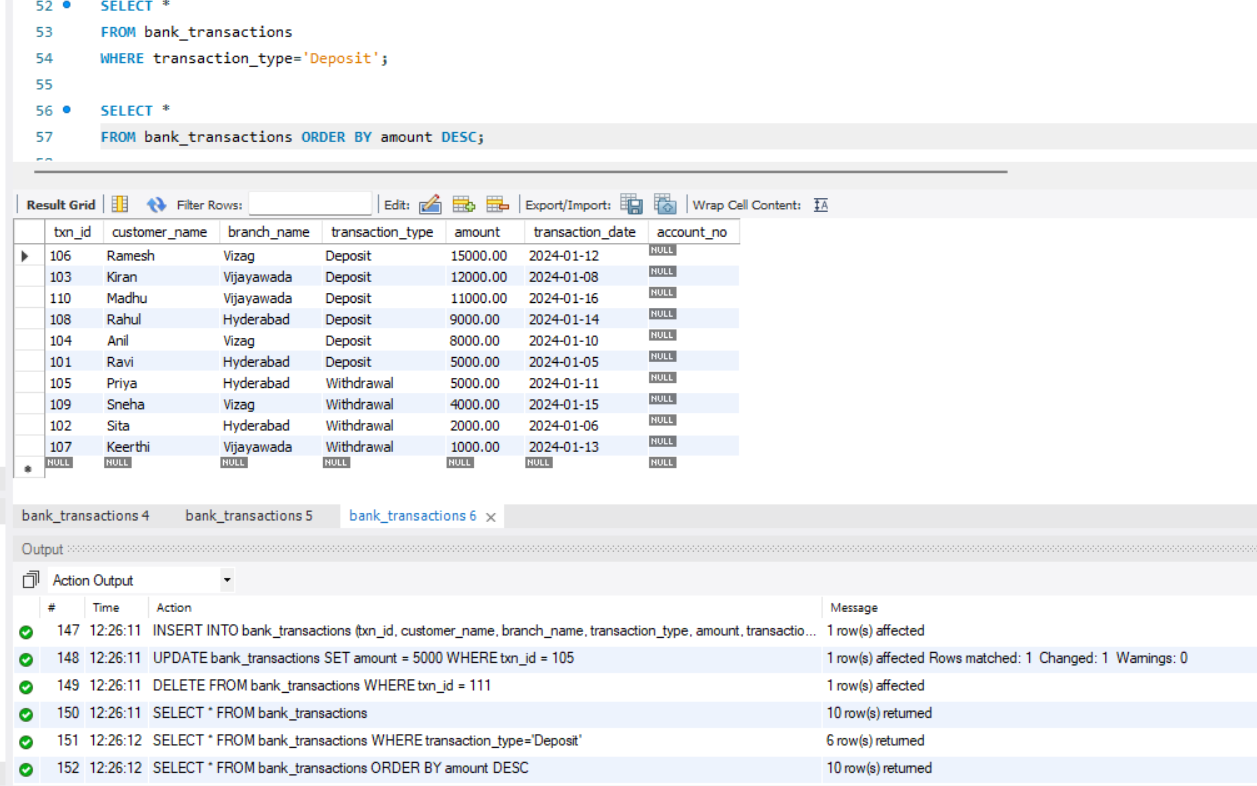 52 SELECT *
53 FROM bank_transactions
54 WHERE transaction_type='Deposit';
55
56 SELECT *
57 FROM bank_transactions ORDER BY amount DESC;
Result Grid Filter Rows: Edit: Export/Import: Wrap Cell Content: IA
txn_id customer_name branch_name transaction_type amount transaction_date account_no
106 Ramesh Vizag Deposit 15000.00 2024-01-12 NULL
103 Kiran Vijayawada Deposit 12000.00 2024-01-08 NULL
110 Madhu Vijayawada Deposit 11000.00 2024-01-16 NULL
108 Rahul Hyderabad Deposit 9000.00 2024-01-14 NULL
104 Anil Vizag Deposit 8000.00 2024-01-10 NULL
101 Ravi Hyderabad Deposit 5000.00 2024-01-05 NULL
105 Priya Hyderabad Withdrawal 5000.00 2024-01-11 NULL
109 Sneha Vizag Withdrawal 4000.00 2024-01-15 NULL
102 Sita Hyderabad Withdrawal 2000.00 2024-01-06 NULL
107 Keerthi Vijayawada Withdrawal 1000.00 2024-01-13 NULL
NULL NULL NULL NULL NULL NULL NULL
bank_transactions 4 bank_transactions 5 bank_transactions 6
Output
Action Output
# Time Action Message
147 12:26:11 INSERT INTO bank_transactions (txn_id, customer_name, branch_name, transaction_type, amount, transactio... 1 row(s) affected
148 12:26:11 UPDATE bank_transactions SET amount = 5000 WHERE txn_id = 105 1 row(s) affected Rows matched: 1 Changed: 1 Warnings: 0
149 12:26:11 DELETE FROM bank_transactions WHERE txn_id = 111 1 row(s) affected
150 12:26:11 SELECT * FROM bank_transactions 10 row(s) returned
151 12:26:12 SELECT * FROM bank_transactions WHERE transaction_type='Deposit' 6 row(s) returned
152 12:26:12 SELECT * FROM bank_transactions ORDER BY amount DESC 10 row(s) returned